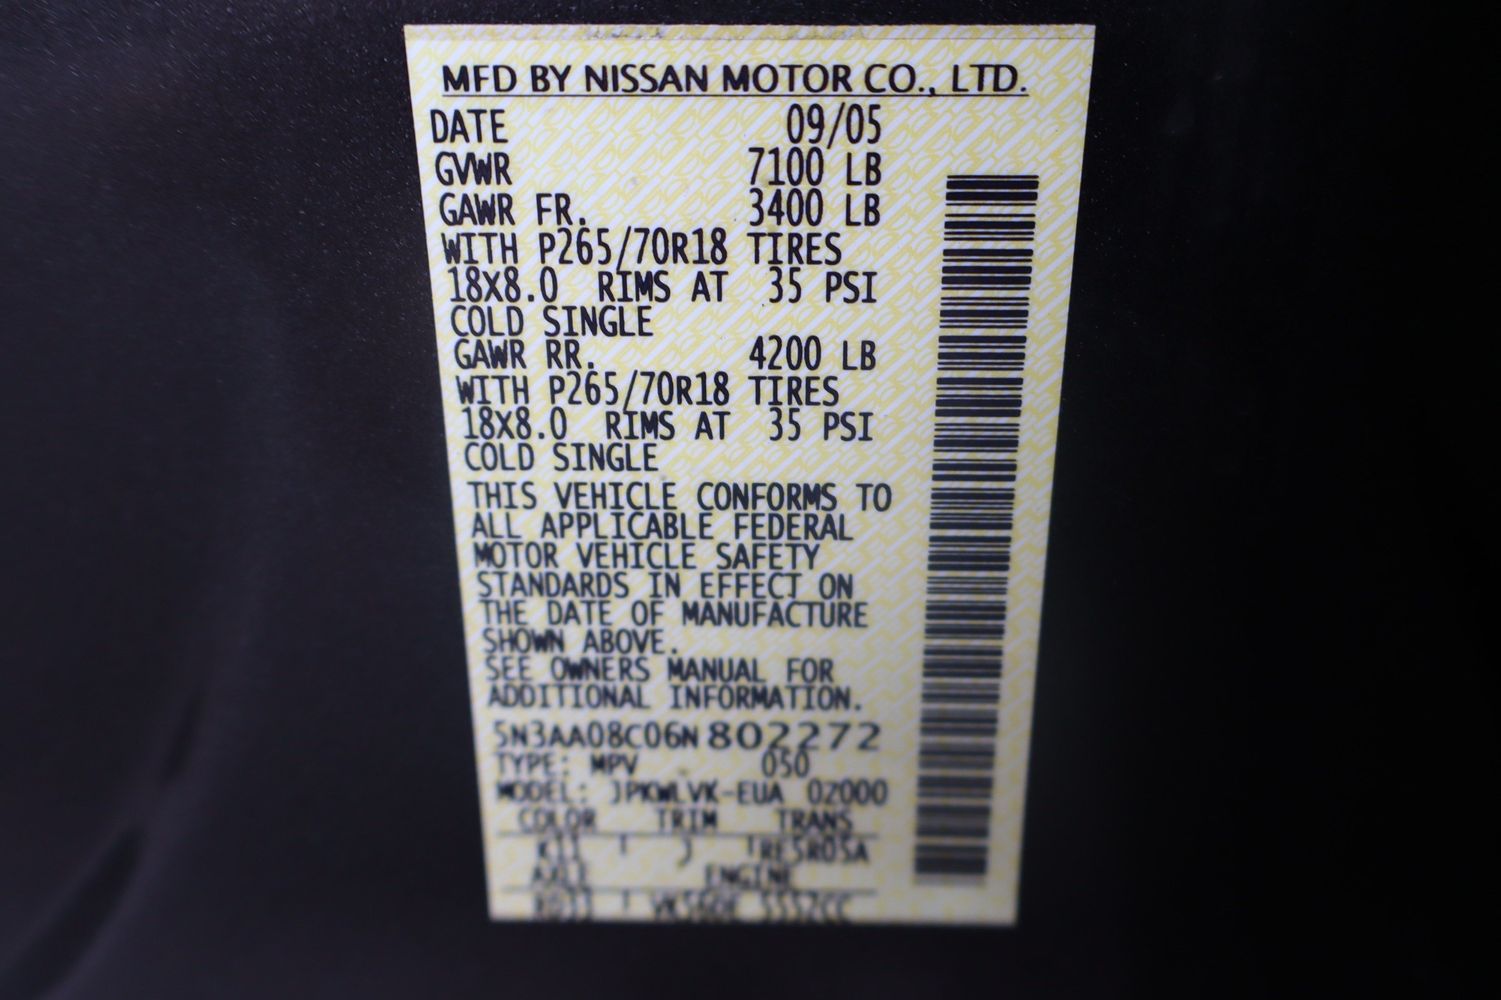 MFD BY NISSAN MOTOR CO., LTD.
DATE 09/05
GVWR 7100 LB
GAWR FR. 3400 LB
WITH P265/70R18 TIRES
18X8.0 RIMS AT 35 PSI
COLD SINGLE
GAWR RR. 4200 LB
WITH P265/70R18 TIRES
18X8.0 RIMS AT 35 PSI
COLD SINGLE
THIS VEHICLE CONFORMS TO
ALL APPLICABLE FEDERAL
MOTOR VEHICLE SAFETY
STANDARDS IN EFFECT ON
THE DATE OF MANUFACTURE
SHOWN ABOVE.
SEE OWNERS MANUAL FOR
ADDITIONAL INFORMATION.
5N3AA08C06N802272
TYPE: MPV 050
MODEL: JPKWLVK-EUA 02000
COLOR TRIM TRANS
RE5R05A
AXLE ENGINE
5552CC